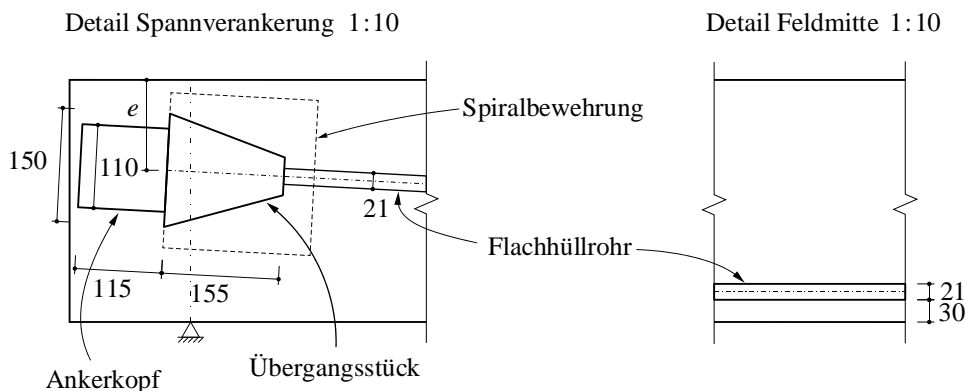 Detail Spannverankerung 1:10
Detail Feldmitte 1:10
e
Spiralbewehrung
150
110
21
Flachhüllrohr
115
155
21
30
Ankerkopf
Übergangsstück